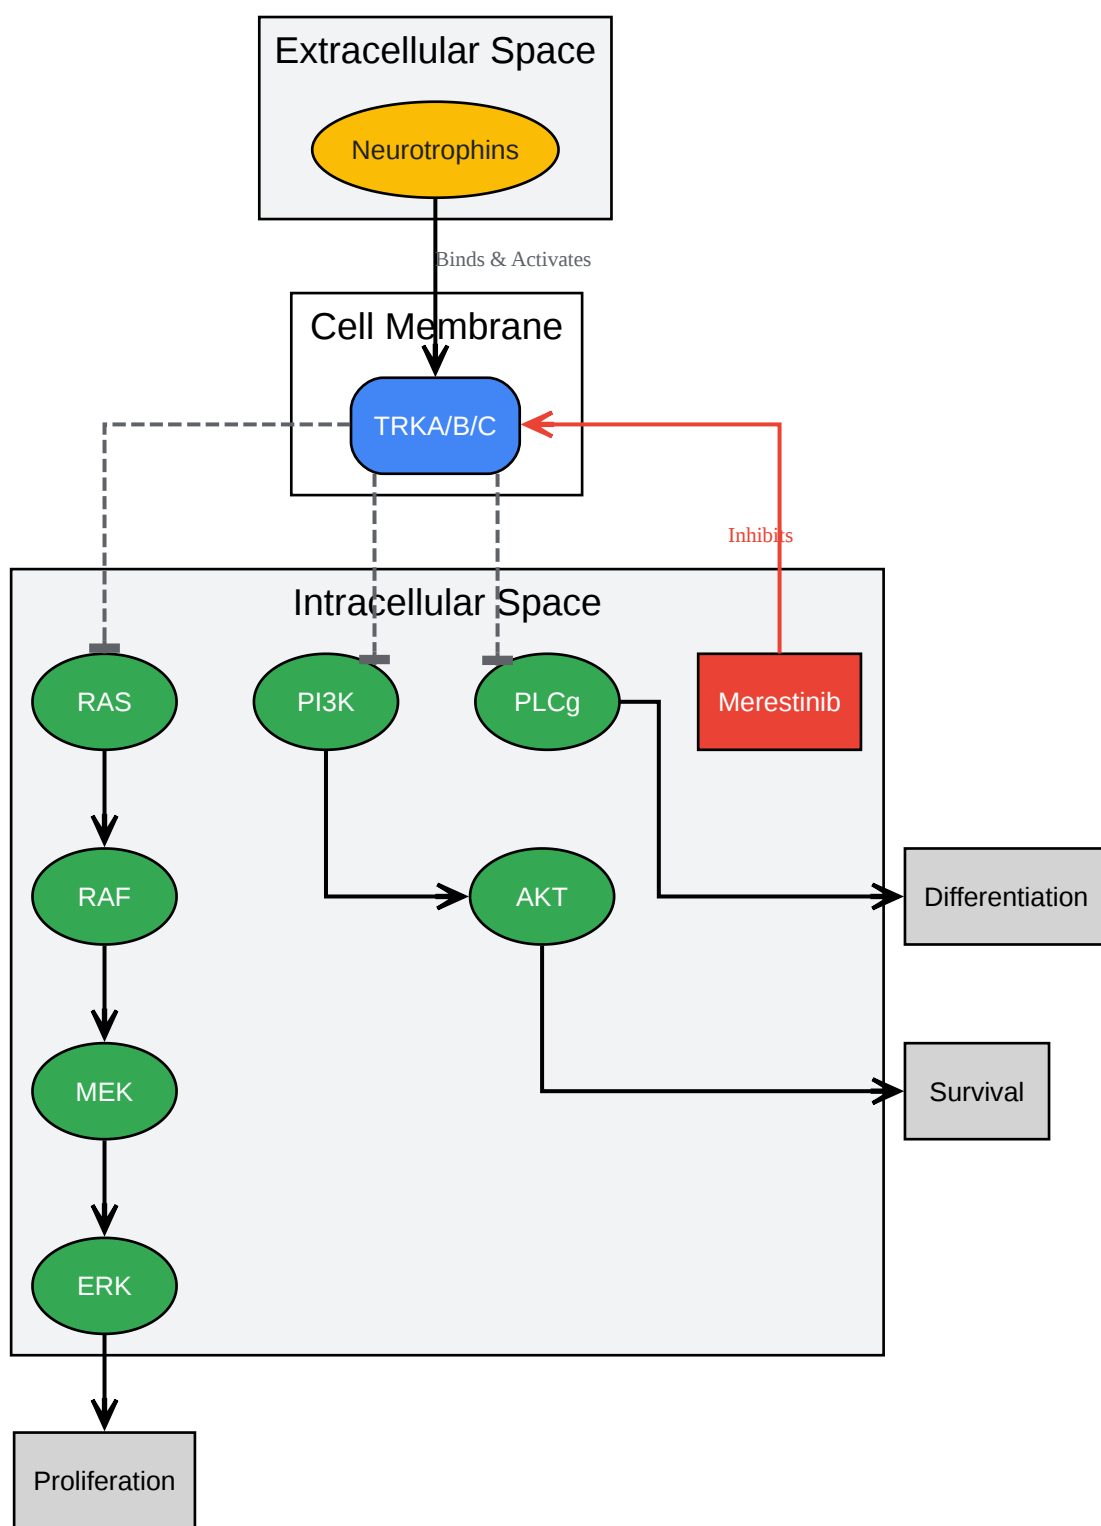 Extracellular Space
Neurotrophins
Binds & Activates
Cell Membrane
TRKA/B/C
Inhibits
Intracellular Space
RAS
PI3K
PLCg
Merestinib
RAF
AKT
Differentiation
MEK
Survival
ERK
Proliferation